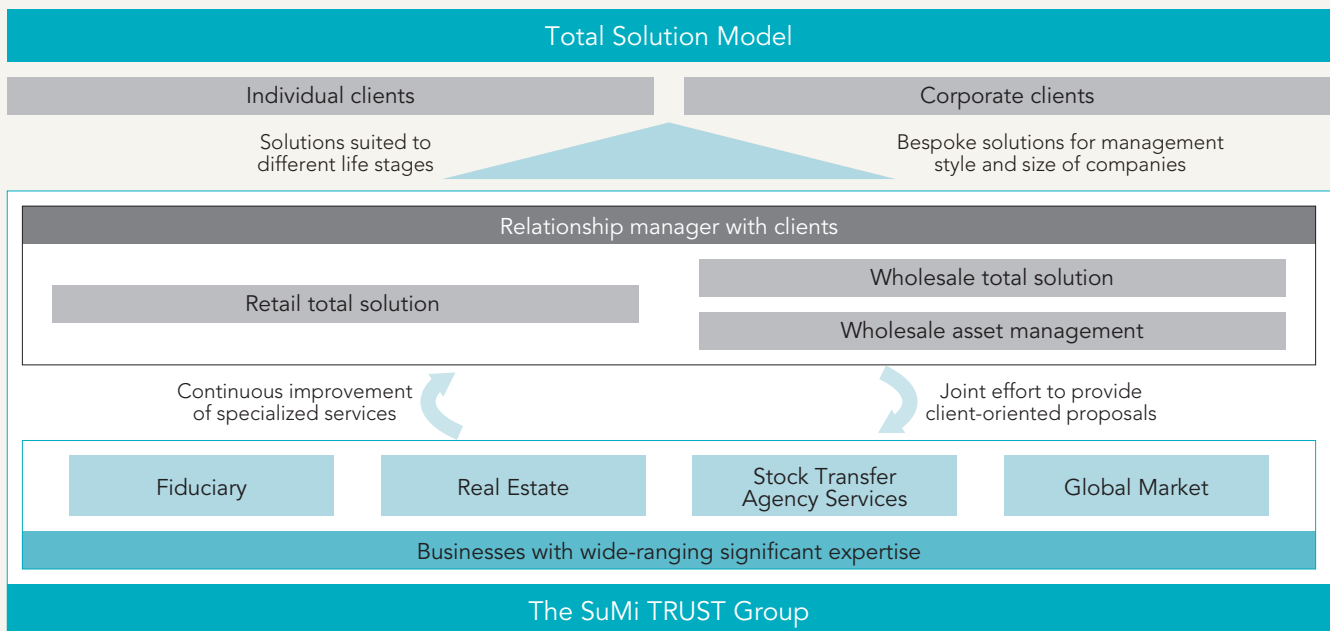 Total Solution Model
Individual clients
Corporate clients
Solutions suited to
different life stages
Bespoke solutions for management
style and size of companies
Relationship manager with clients
Retail total solution
Wholesale total solution
Wholesale asset management
Continuous improvement
of specialized services
Joint effort to provide
client-oriented proposals
Fiduciary
Real Estate
Stock Transfer
Agency Services
Global Market
Businesses with wide-ranging significant expertise
The SuMi TRUST Group